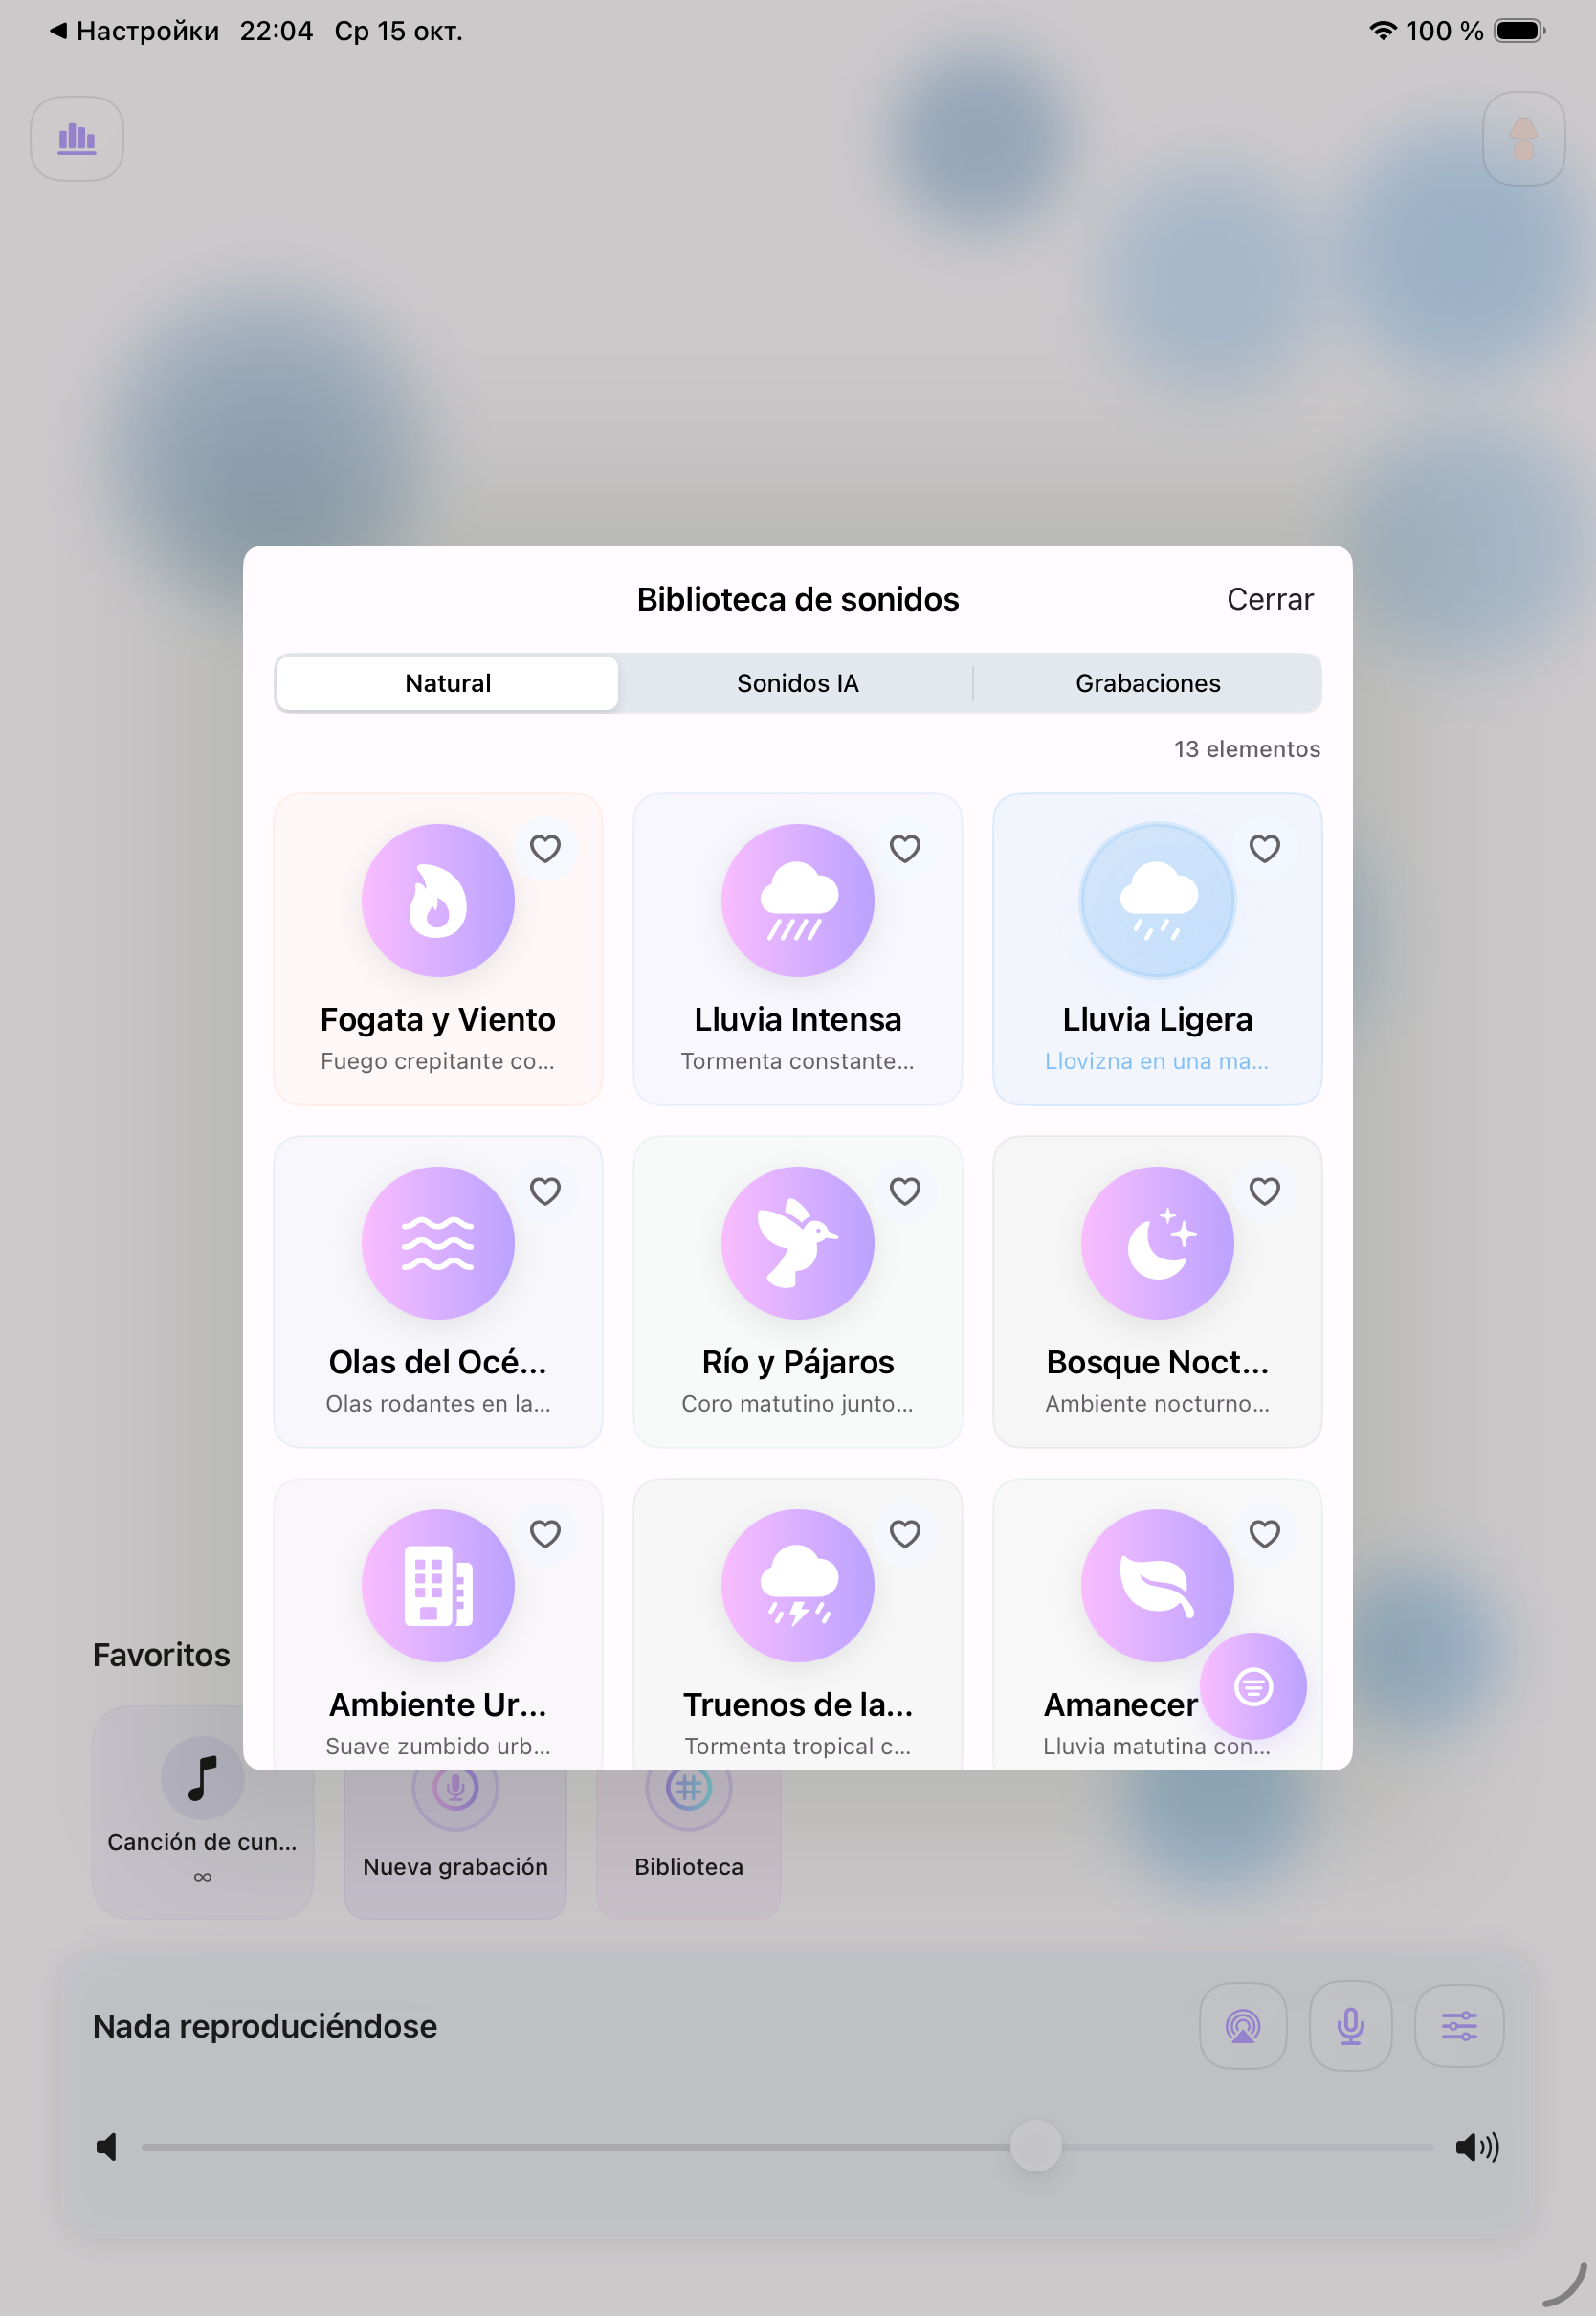 Настройки 22:04 Ср 15 окт. 100 %
Biblioteca de sonidos
Cerrar
Natural
Sonidos IA
Grabaciones
13 elementos
Fogata y Viento
Fuego crepitante co...
Lluvia Intensa
Tormenta constante...
Lluvia Ligera
Llovizna en una ma...
Olas del Océ...
Olas rodantes en la...
Río y Pájaros
Coro matutino junto...
Bosque Noct...
Ambiente nocturno...
Ambiente Ur...
Suave zumbido urb...
Truenos de la...
Tormenta tropical c...
Amanecer
Lluvia matutina con...
Favoritos
Canción de cun...
∞
Nueva grabación
Biblioteca
Nada reproduciéndose